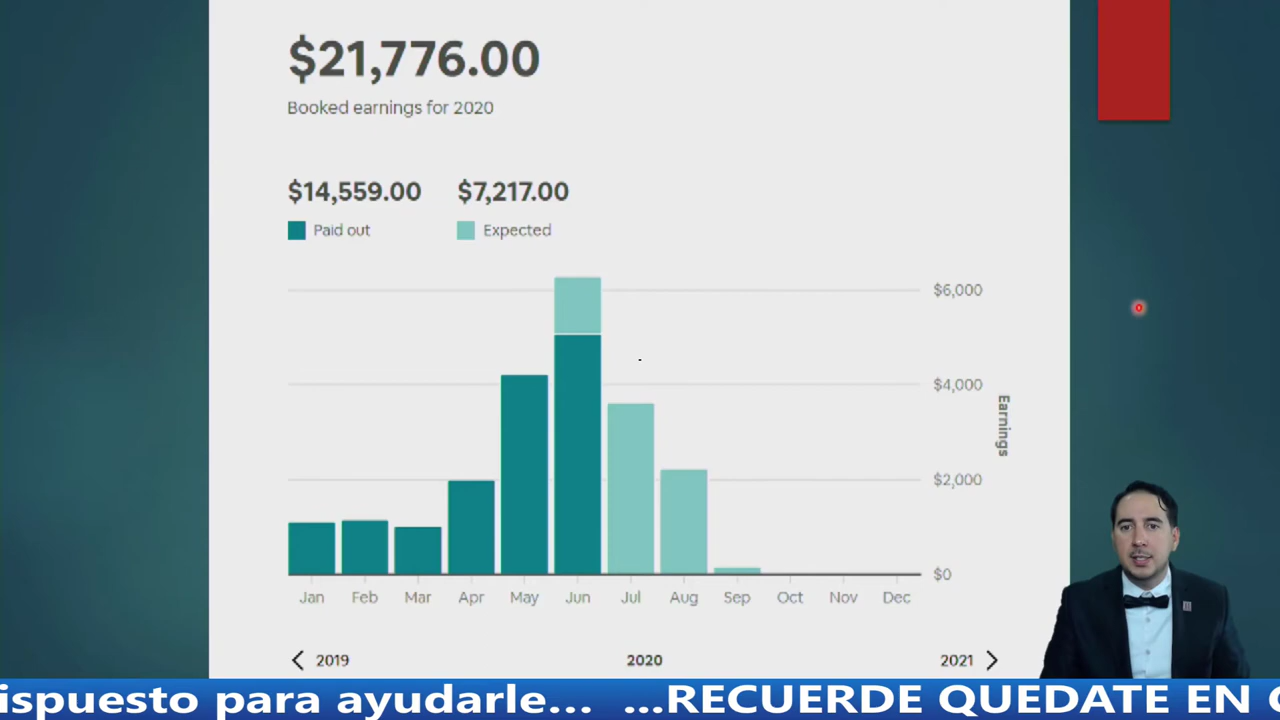 $21,776.00
Booked earnings for 2020
$14,559.00 $7,217.00
Paid out Expected
$6,000
$4,000
$2,000
$0
Earnings
Jan Feb Mar Apr May Jun Jul Aug Sep Oct Nov Dec
2019 2020 2021
ispuesto para ayudarle... ...RECUERDE QUEDATE EN